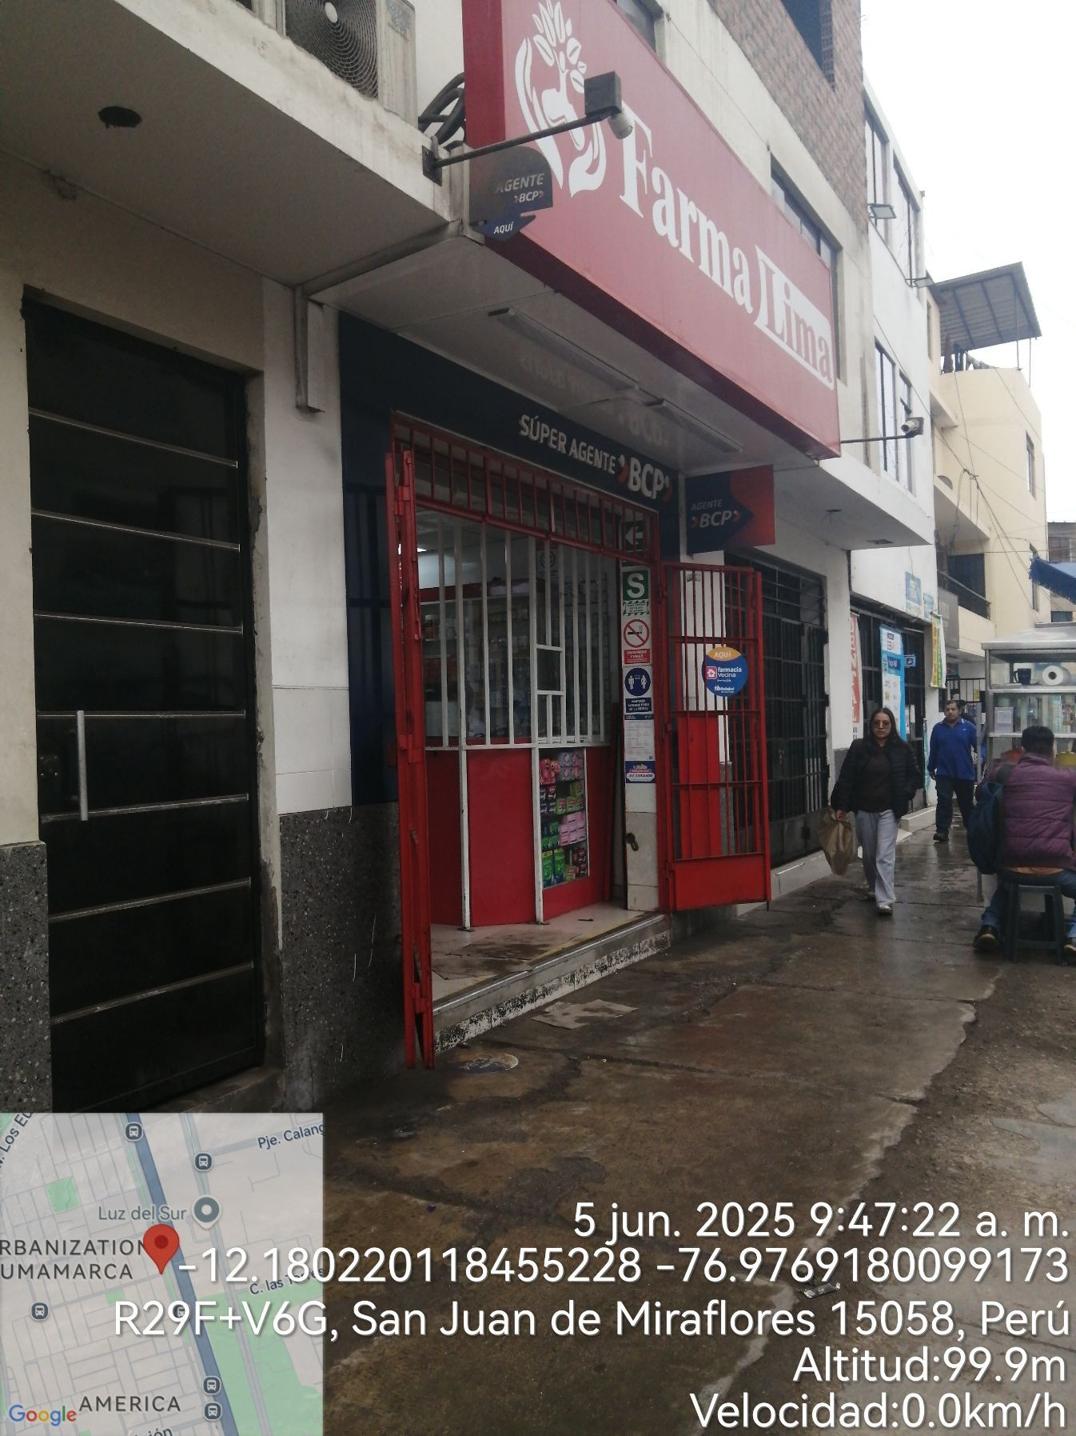 Farma Lima
AGENTE
BCP
AQUÍ
SÚPER AGENTE BCP
AGENTE
BCP
S
AQUÍ
farmacia
Vecina
Pje. Calang
Luz del Sur
RBANIZATION
UMAMARCA
AMERICA
Google
5 jun. 2025 9:47:22 a. m.
-12.180220118455228 -76.9769180099173
R29F+V6G, San Juan de Miraflores 15058, Perú
Altitud:99.9m
Velocidad:0.0km/h